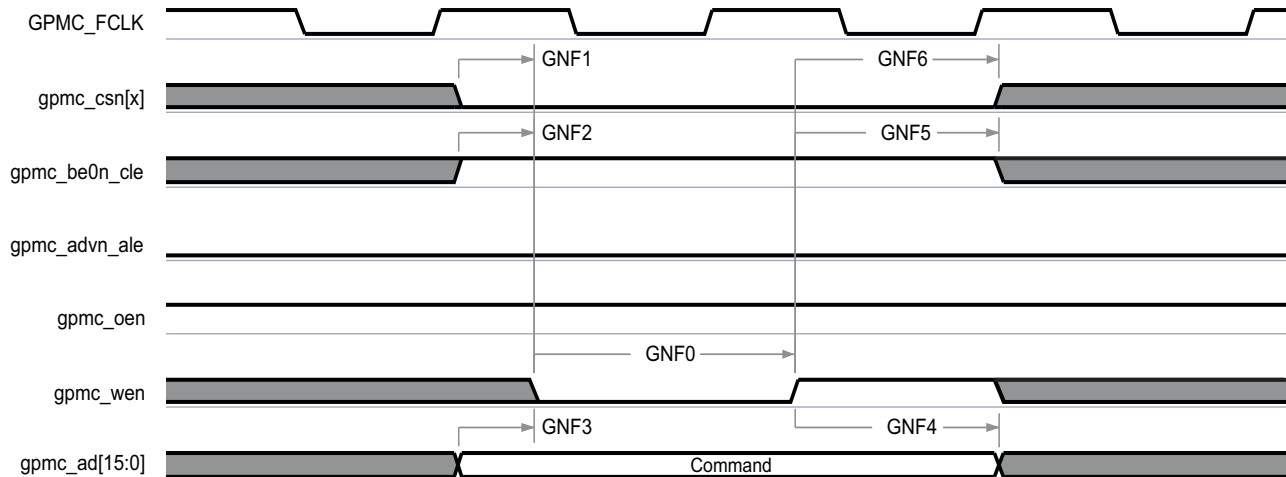 GPMC_FCLK
GNF1 GNF6
gpmc_csn[x]
GNF2 GNF5
gpmc_be0n_cle
gpmc_advn_ale
gpmc_oen
GNF0
gpmc_wen
GNF3 GNF4
gpmc_ad[15:0] Command